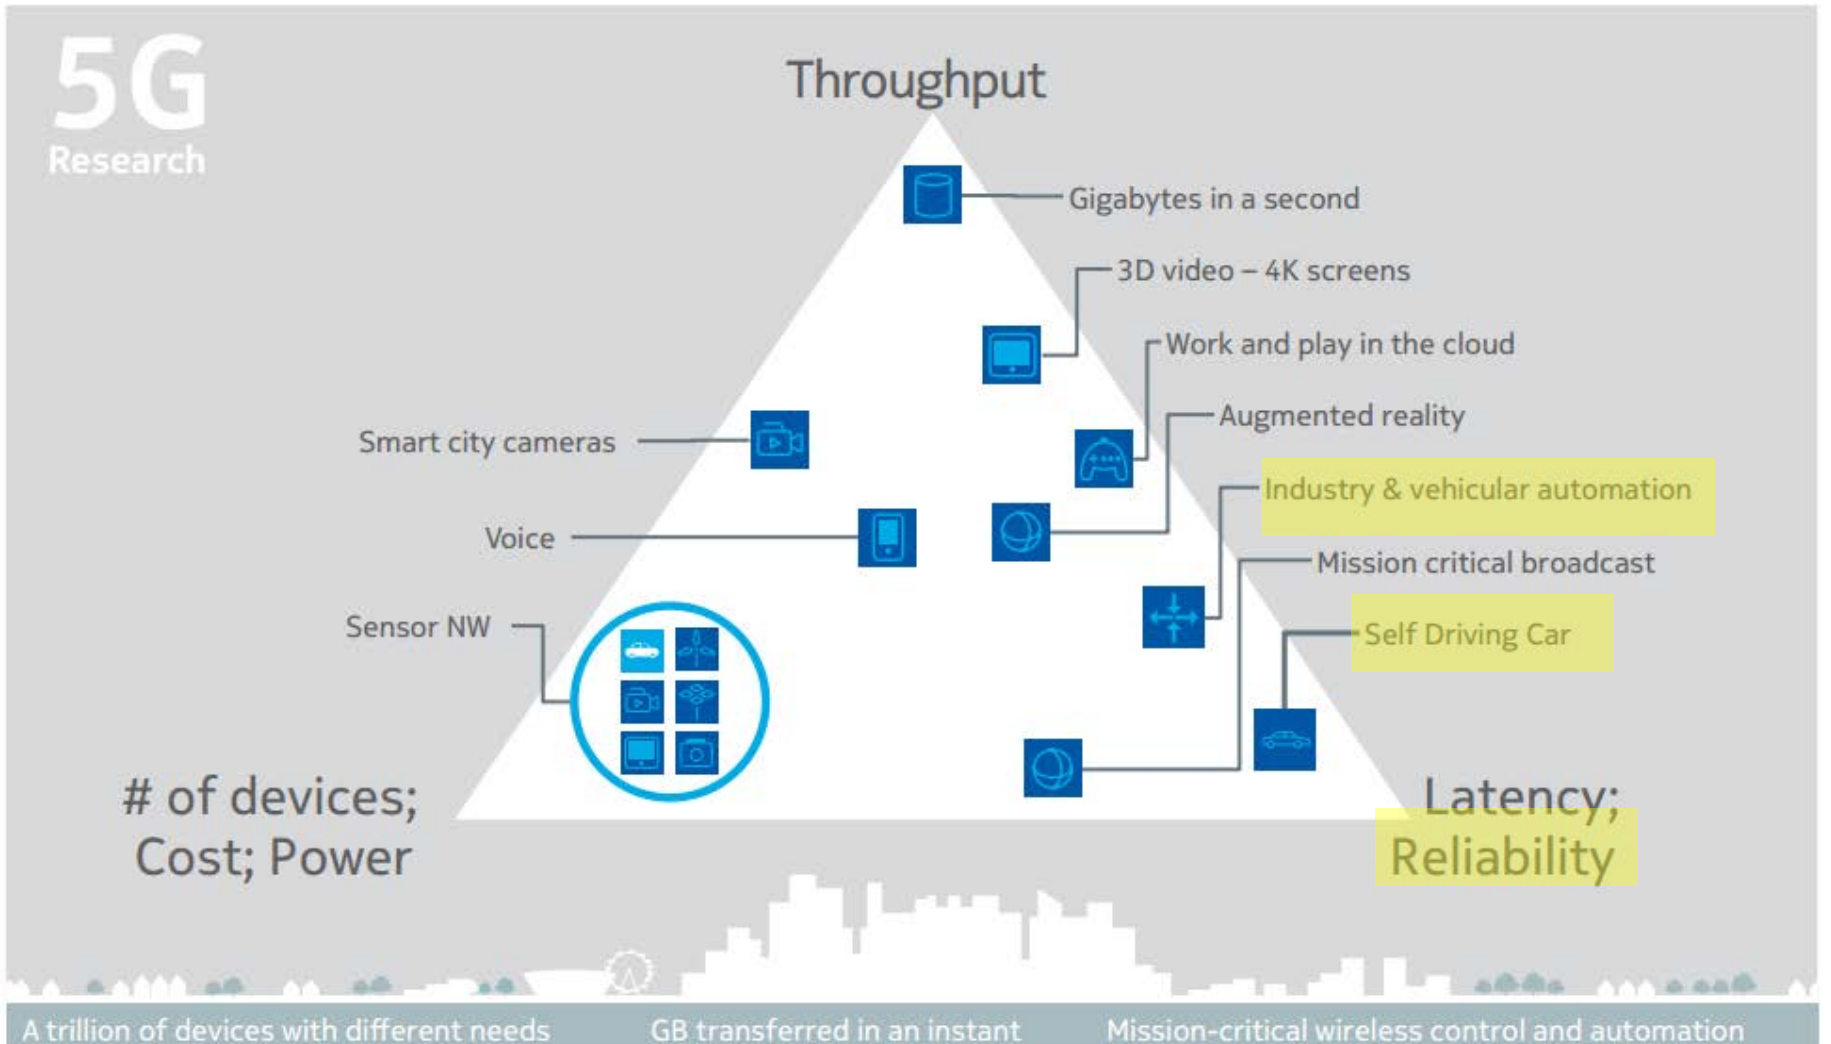 5G
Research
Throughput
Gigabytes in a second
3D video – 4K screens
Work and play in the cloud
Augmented reality
Smart city cameras
Industry & vehicular automation
Voice
Mission critical broadcast
Sensor NW
Self Driving Car
# of devices;
Cost; Power
Latency;
Reliability
A trillion of devices with different needs
GB transferred in an instant
Mission-critical wireless control and automation